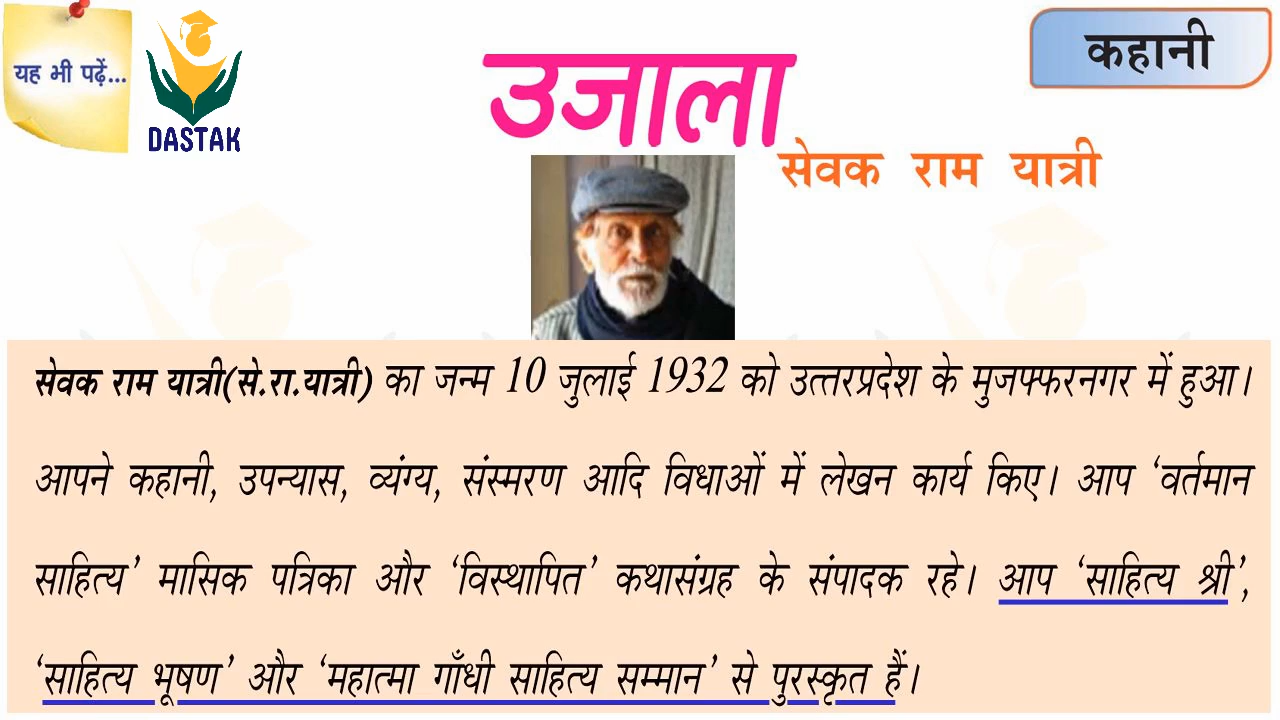 यह भी पढ़ें...
DASTAK
उजाला
कहानी
सेवक राम यात्री
सेवक राम यात्री(से.रा.यात्री) का जन्म 10 जुलाई 1932 को उत्तरप्रदेश के मुजफ्फरनगर में हुआ।
आपने कहानी, उपन्यास, व्यंग्य, संस्मरण आदि विधाओं में लेखन कार्य किए। आप ‘वर्तमान
साहित्य’ मासिक पत्रिका और ‘विस्थापित’ कथासंग्रह के संपादक रहे। आप ‘साहित्य श्री’,
‘साहित्य भूषण’ और ‘महात्मा गाँधी साहित्य सम्मान’ से पुरस्कृत हैं।